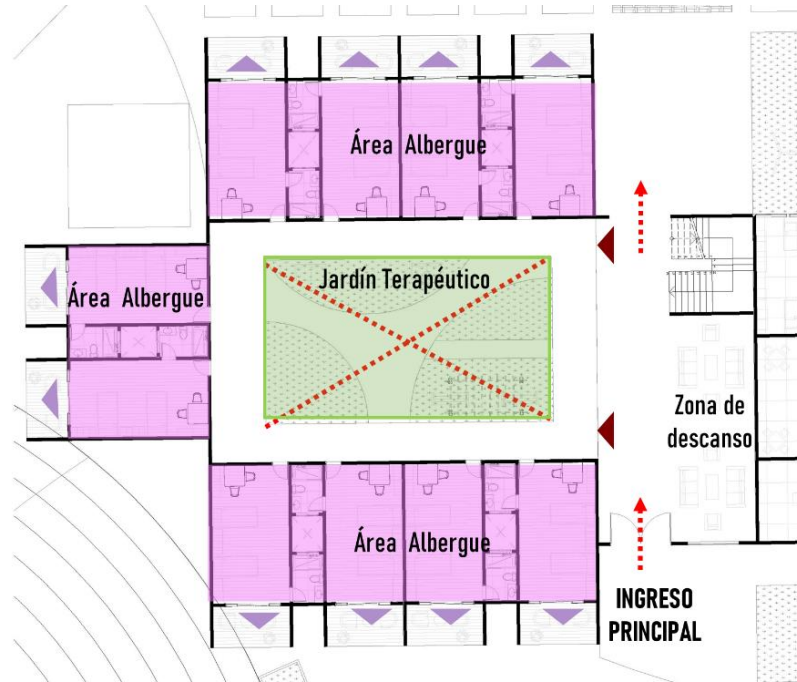 Área Albergue
Jardín Terapéutico
Área Albergue
Zona de
descanso
Área Albergue
INGRESO
PRINCIPAL